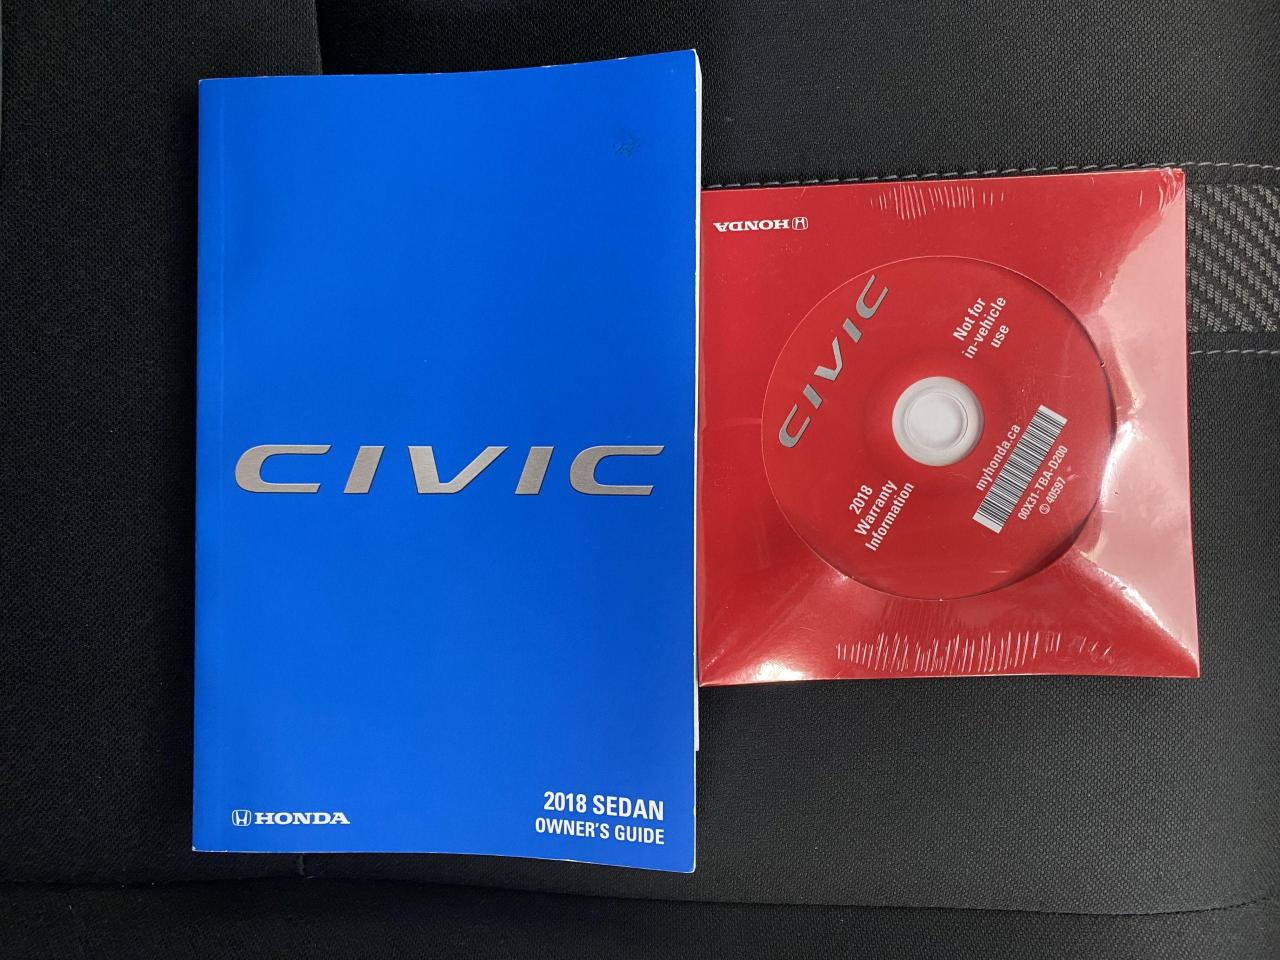 CIVIC
HONDA
2018 SEDAN
OWNER'S GUIDE
HONDA
CIVIC
Not for
in-vehicle
use
2018
Warranty
Information
myhonda.ca
00X31-TBA-D200
Ⓢ 40597